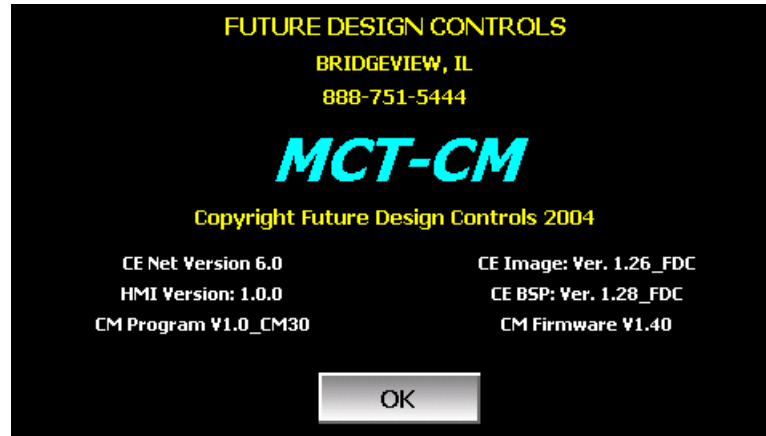 FUTURE DESIGN CONTROLS
BRIDGEVIEW, IL
888-751-5444
MCT-CM
Copyright Future Design Controls 2004
CE Net Version 6.0
CE Image: Ver. 1.26_FDC
HMI Version: 1.0.0
CE BSP: Ver. 1.28_FDC
CM Program V1.0_CM30
CM Firmware V1.40
OK